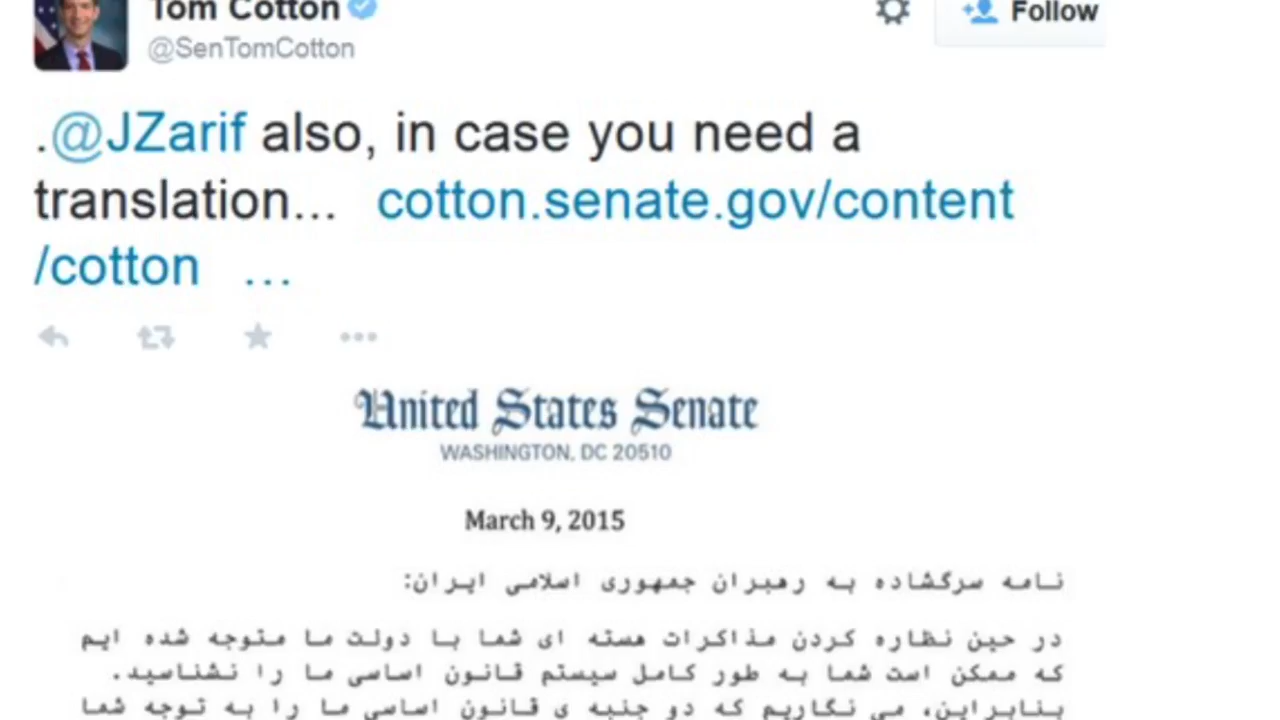 Tom Cotton
@SenTomCotton
Follow
.@JZarif also, in case you need a
translation... cotton.senate.gov/content
/cotton ...
United States Senate
WASHINGTON, DC 20510
March 9, 2015
نامه سرگشاده به رهبران جمهوری اسلامی ایران:
در حین نظاره کردن مذاکرات هسته ای شما با دولت ما متوجه شده ایم
که ممکن است شما به طور کامل سیستم قانون اساسی ما را نشناسید.
بنابراین، می نگاریم که دو جنبه ی قانون اساسی ما را به توجه شما